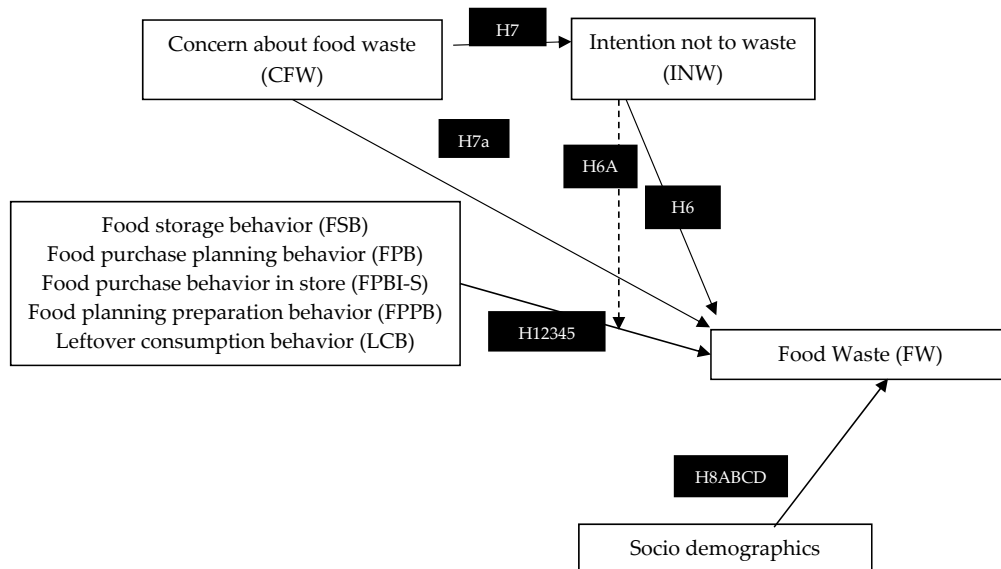 H7
Concern about food waste
(CFW)
Intention not to waste
(INW)
H7a
H6A
H6
Food storage behavior (FSB)
Food purchase planning behavior (FPB)
Food purchase behavior in store (FPBI-S)
Food planning preparation behavior (FPPB)
Leftover consumption behavior (LCB)
H12345
Food Waste (FW)
H8ABCD
Socio demographics